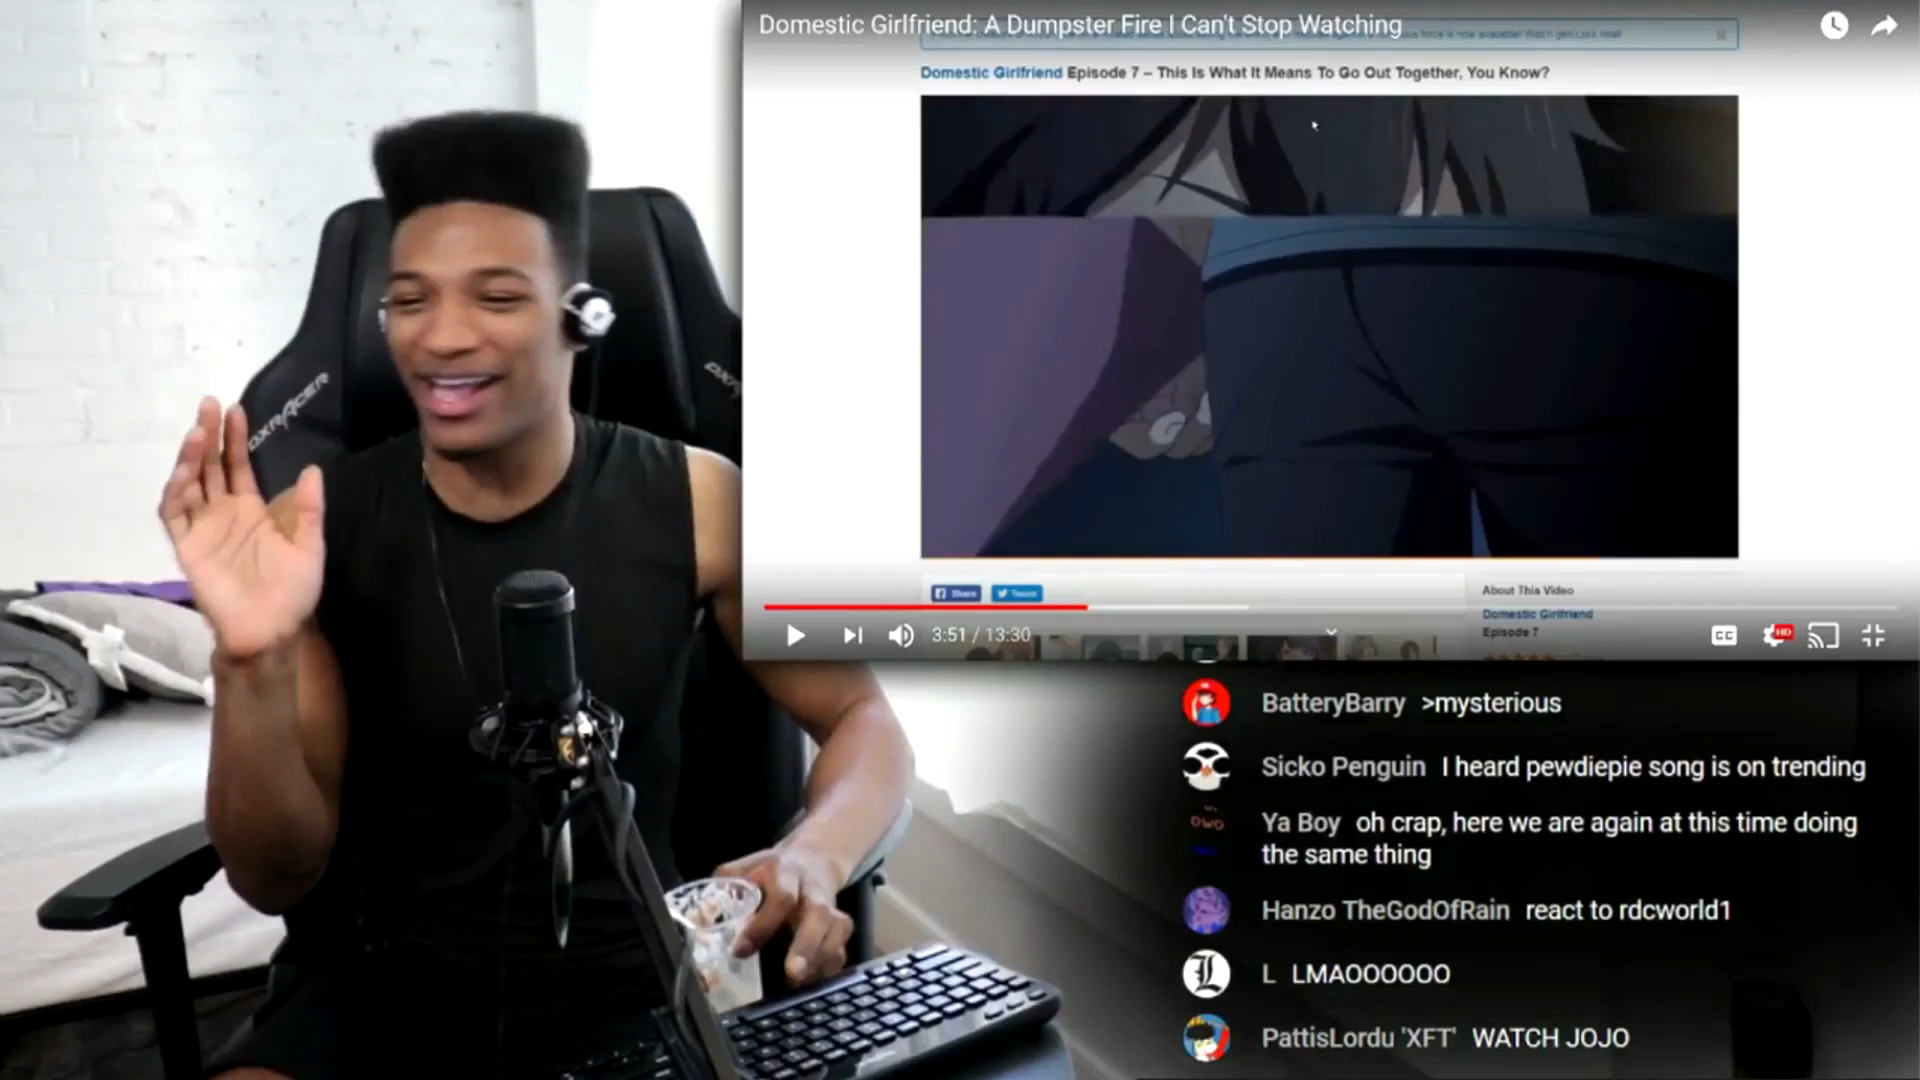 Domestic Girlfriend: A Dumpster Fire I Can't Stop Watching
Domestic Girlfriend Episode 7 – This Is What It Means To Go Out Together, You Know?
DXRACER
Share
Tweet
About This Video
Domestic Girlfriend
Episode 7
3:51 / 13:30
CC
HD
BatteryBarry >mysterious
Sicko Penguin I heard pewdiepie song is on trending
OWO
Ya Boy oh crap, here we are again at this time doing
the same thing
Hanzo TheGodOfRain react to rdcworld1
L LMAOOOOOO
PattisLordu 'XFT' WATCH JOJO